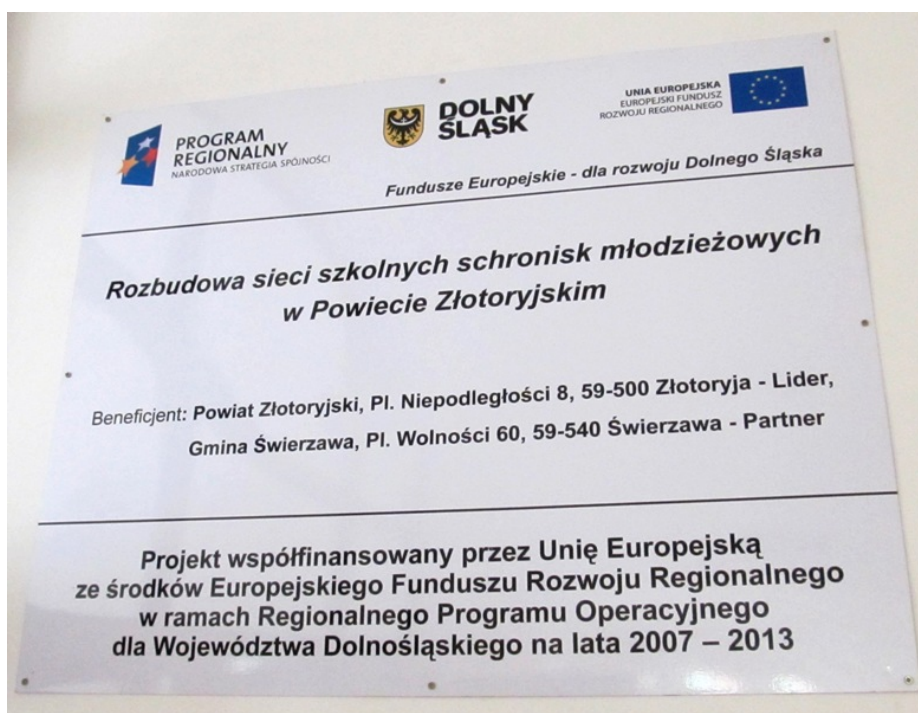 PROGRAM
REGIONALNY
NARODOWA STRATEGIA SPÓJNOŚCI
DOLNY
ŚLĄSK
UNIA EUROPEJSKA
EUROPEJSKI FUNDUSZ
ROZWOJU REGIONALNEGO
Fundusze Europejskie - dla rozwoju Dolnego Śląska
Rozbudowa sieci szkolnych schronisk młodzieżowych
w Powiecie Złotoryjskim
Beneficjent: Powiat Złotoryjski, Pl. Niepodległości 8, 59-500 Złotoryja - Lider,
Gmina Świerzawa, Pl. Wolności 60, 59-540 Świerzawa - Partner
Projekt współfinansowany przez Unię Europejską
ze środków Europejskiego Funduszu Rozwoju Regionalnego
w ramach Regionalnego Programu Operacyjnego
dla Województwa Dolnośląskiego na lata 2007 – 2013